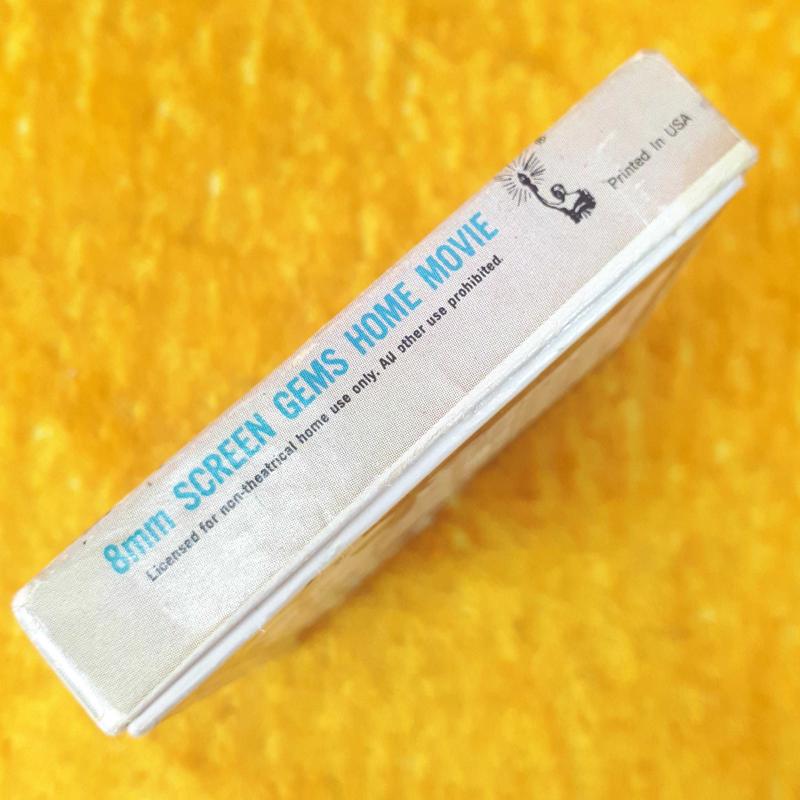 8mm SCREEN GEMS HOME MOVIE
Licensed for non-theatrical home use only. All other use prohibited.
®
Printed In USA